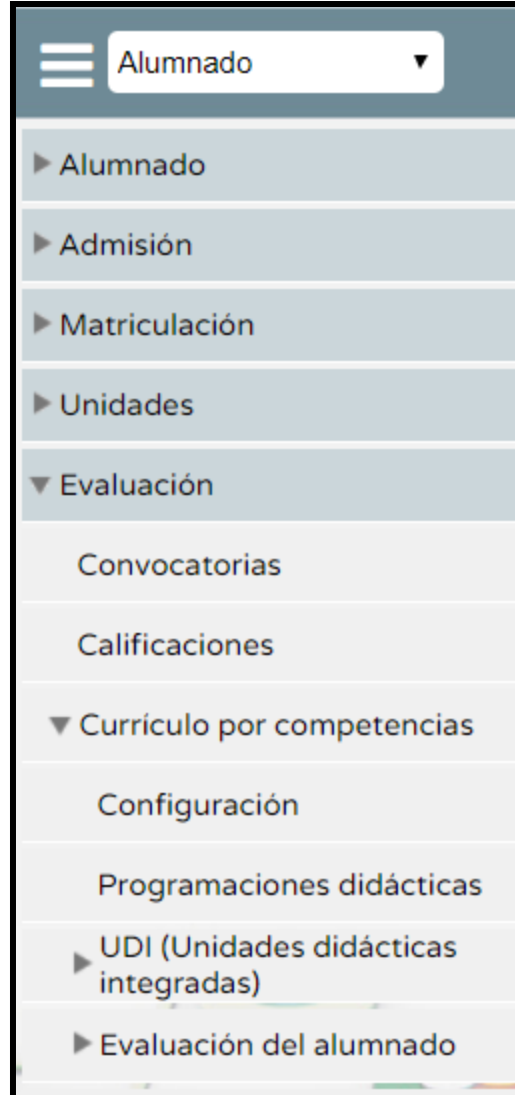 Alumnado
Alumnado
Admisión
Matriculación
Unidades
Evaluación
Convocatorias
Calificaciones
Currículo por competencias
Configuración
Programaciones didácticas
UDI (Unidades didácticas
integradas)
Evaluación del alumnado